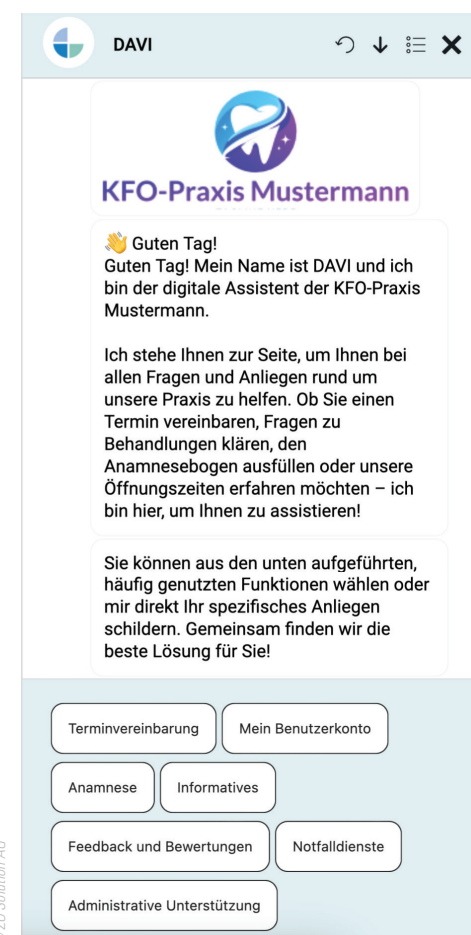 DAVI
KFO-Praxis Mustermann
👋 Guten Tag!
Guten Tag! Mein Name ist DAVI und ich
bin der digitale Assistent der KFO-Praxis
Mustermann.
Ich stehe Ihnen zur Seite, um Ihnen bei
allen Fragen und Anliegen rund um
unsere Praxis zu helfen. Ob Sie einen
Termin vereinbaren, Fragen zu
Behandlungen klären, den
Anamnesebogen ausfüllen oder unsere
Öffnungszeiten erfahren möchten – ich
bin hier, um Ihnen zu assistieren!
Sie können aus den unten aufgeführten,
häufig genutzten Funktionen wählen oder
mir direkt Ihr spezifisches Anliegen
schildern. Gemeinsam finden wir die
beste Lösung für Sie!
Terminvereinbarung
Mein Benutzerkonto
Anamnese
Informatives
Feedback und Bewertungen
Notfalldienste
Administrative Unterstützung
Solution AG